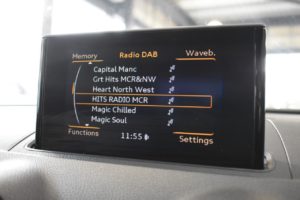 Memory Radio DAB Waveb.
Capital Manc
Grt Hits MCR&NW
Heart North West
HITS RADIO MCR
Magic Chilled
Magic Soul
Functions 11:55 Settings